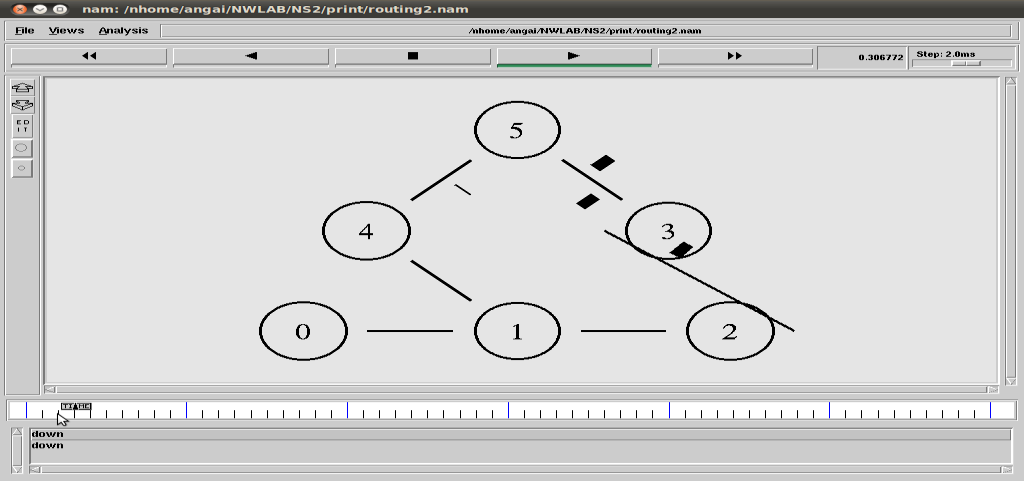 nam: /nhome/angai/NWLAB/NS2/print/routing2.nam
File Views Analysis /nhome/angai/NWLAB/NS2/print/routing2.nam
0.306772 Step: 2.0ms
E D
I T
5
4 3
0 1 2
TIME
down
down